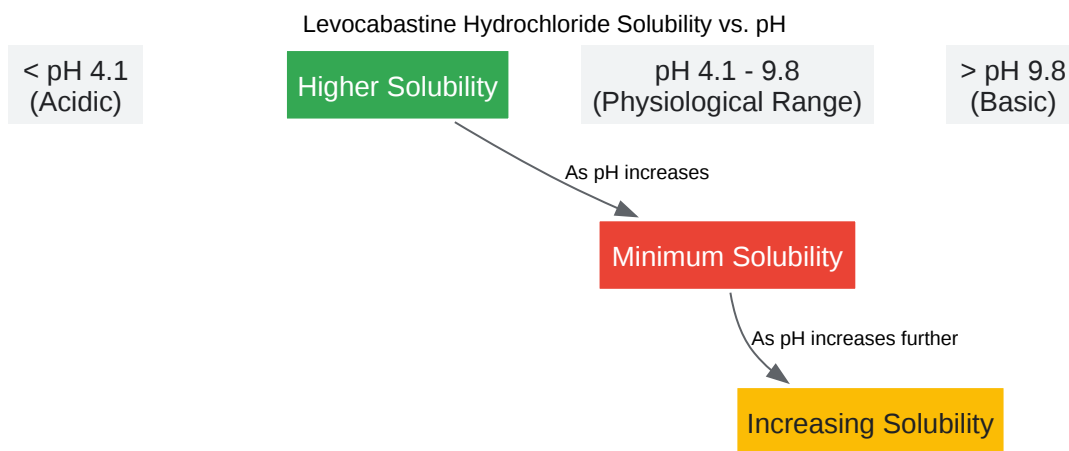 Levocabastine Hydrochloride Solubility vs. pH
< pH 4.1
(Acidic)
Higher Solubility
pH 4.1 - 9.8
(Physiological Range)
> pH 9.8
(Basic)
As pH increases
Minimum Solubility
As pH increases further
Increasing Solubility